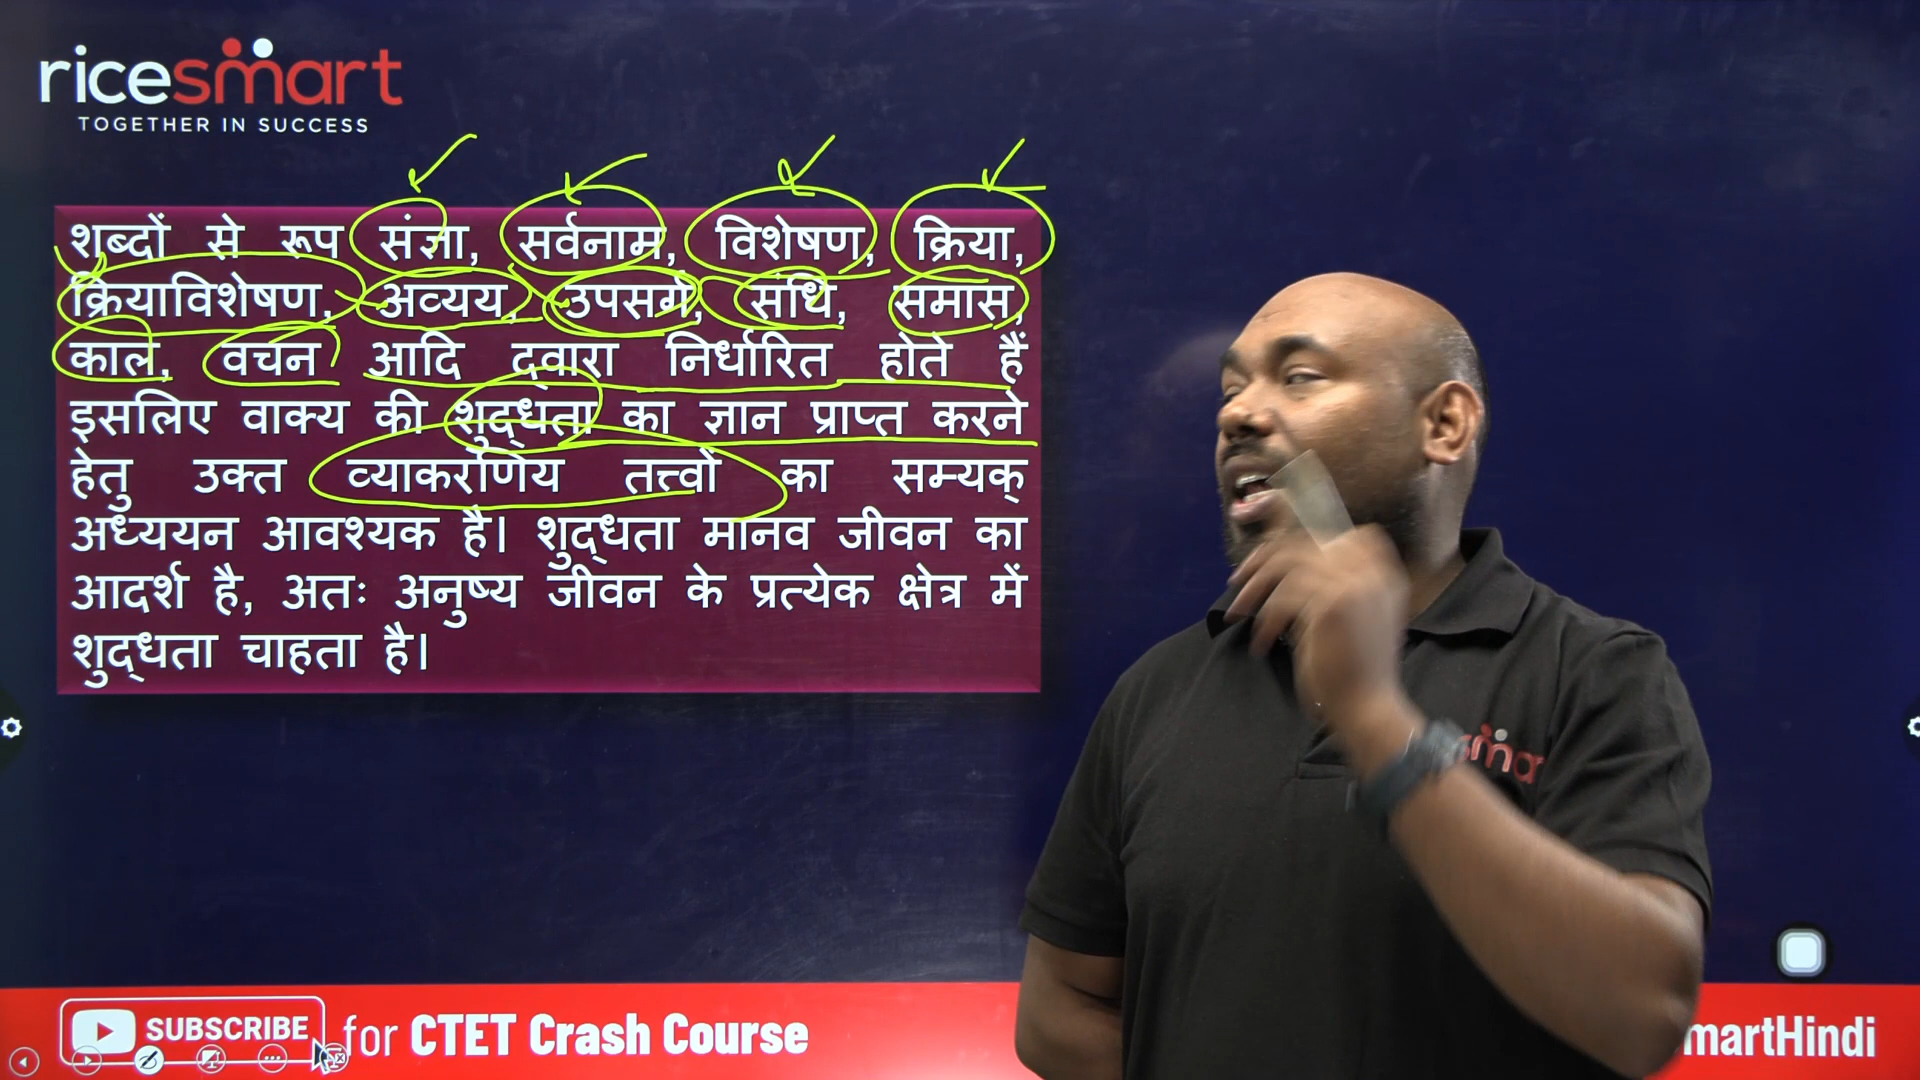 ricesmart
TOGETHER IN SUCCESS
शब्दों से रूप संज्ञा, सर्वनाम, विशेषण, क्रिया,
क्रियाविशेषण, अव्यय, उपसर्ग, संधि, समास,
काल, वचन आदि द्वारा निर्धारित होते हैं
इसलिए वाक्य की शुद्धता का ज्ञान प्राप्त करने
हेतु उक्त व्याकरणिय तत्त्वों का सम्यक्
अध्ययन आवश्यक है। शुद्धता मानव जीवन का
आदर्श है, अतः अनुष्य जीवन के प्रत्येक क्षेत्र में
शुद्धता चाहता है।
smar
SUBSCRIBE for CTET Crash Course
martHindi